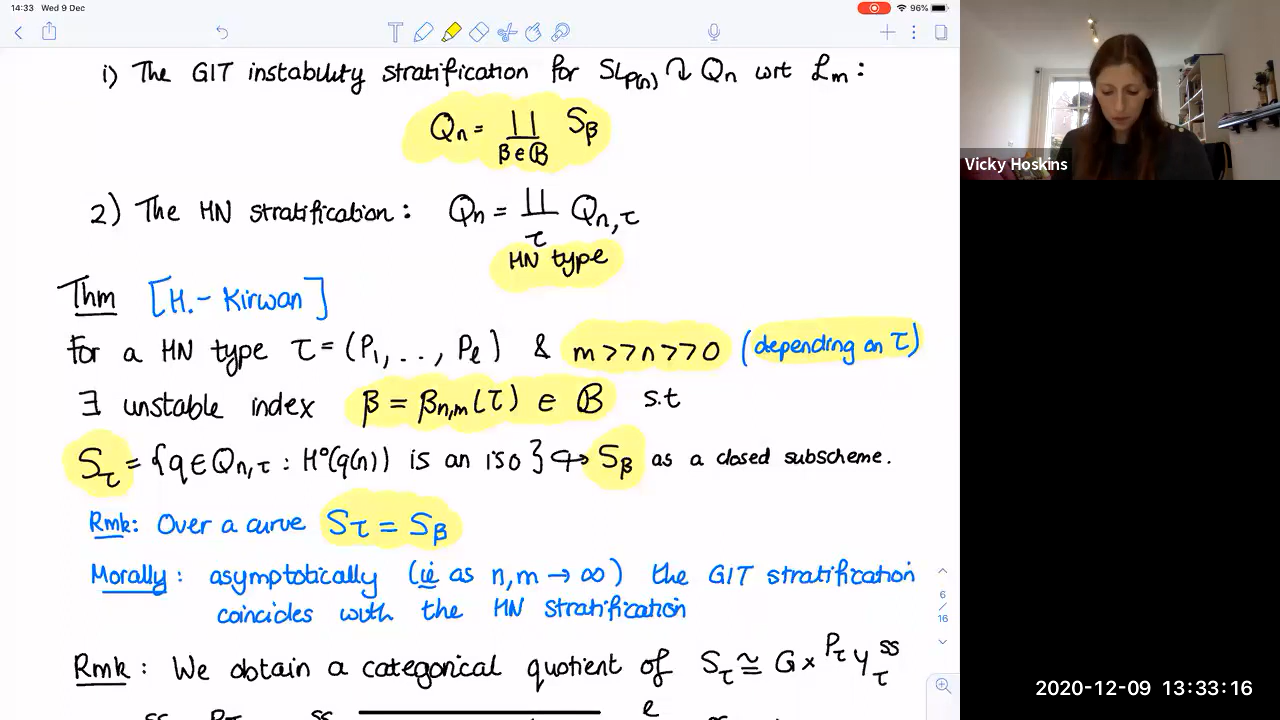 14:33 Wed 9 Dec
96%
1) The GIT instability stratification for SL_{P(n)} ↷ Q_n wrt L_m :
Q_n = ∐_{β∈B} S_β
2) The HN stratification : Q_n = ∐_τ Q_{n,τ}
HN type
Thm [H.-Kirwan]
For a HN type τ = (P_1, . . , P_e) & m>>n>>0 (depending on τ)
∃ unstable index β = β_{n,m}(τ) ∈ B s.t
S_τ = {q ∈ Q_{n,τ} : H°(q(n)) is an iso} ↪ S_β as a closed subscheme.
Rmk: Over a curve S_τ = S_β
Morally : asymptotically (ie as n,m → ∞) the GIT stratification
coincides with the HN stratification
Rmk : We obtain a categorical quotient of S_τ ≅ G ×^{P_τ} Y_τ^{ss}
6
/
16
Vicky Hoskins
2020-12-09 13:33:16